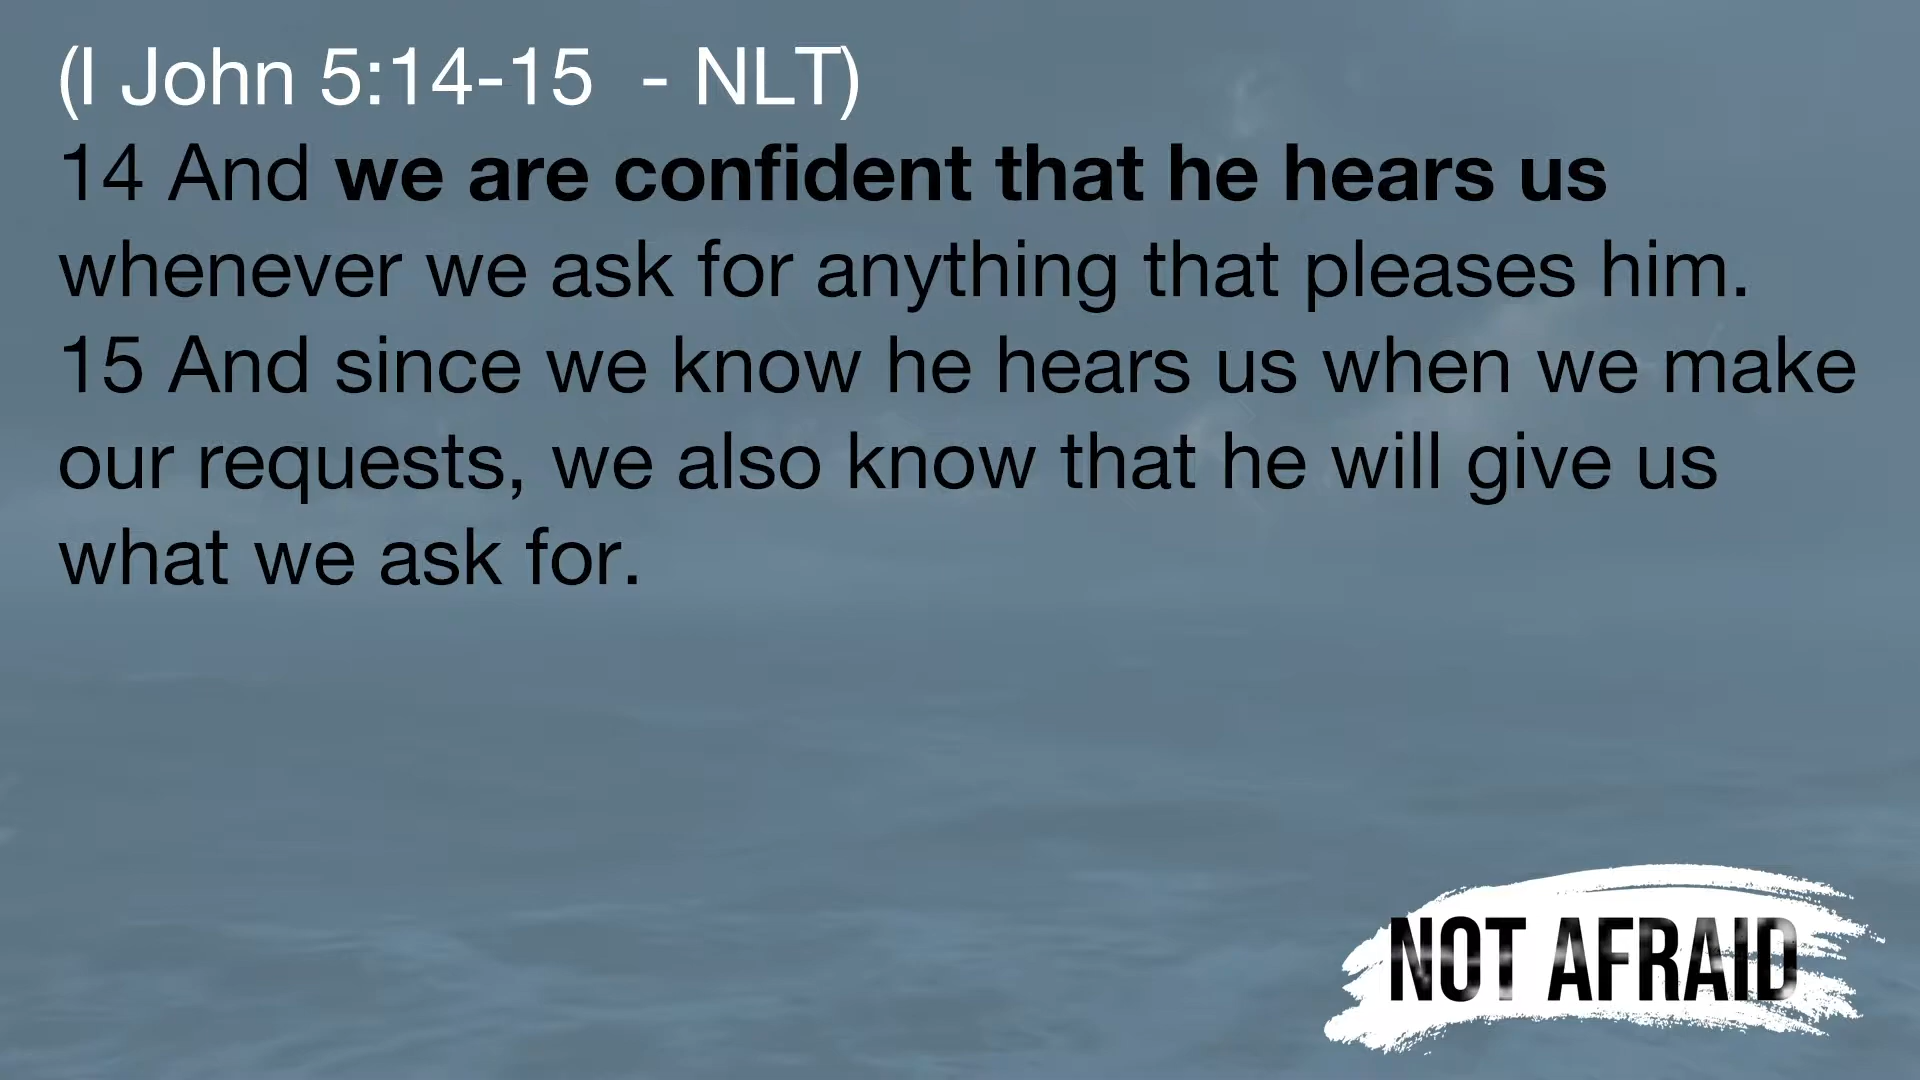 (I John 5:14-15  - NLT)
14 And we are confident that he hears us
whenever we ask for anything that pleases him.
15 And since we know he hears us when we make
our requests, we also know that he will give us
what we ask for.
NOT AFRAID